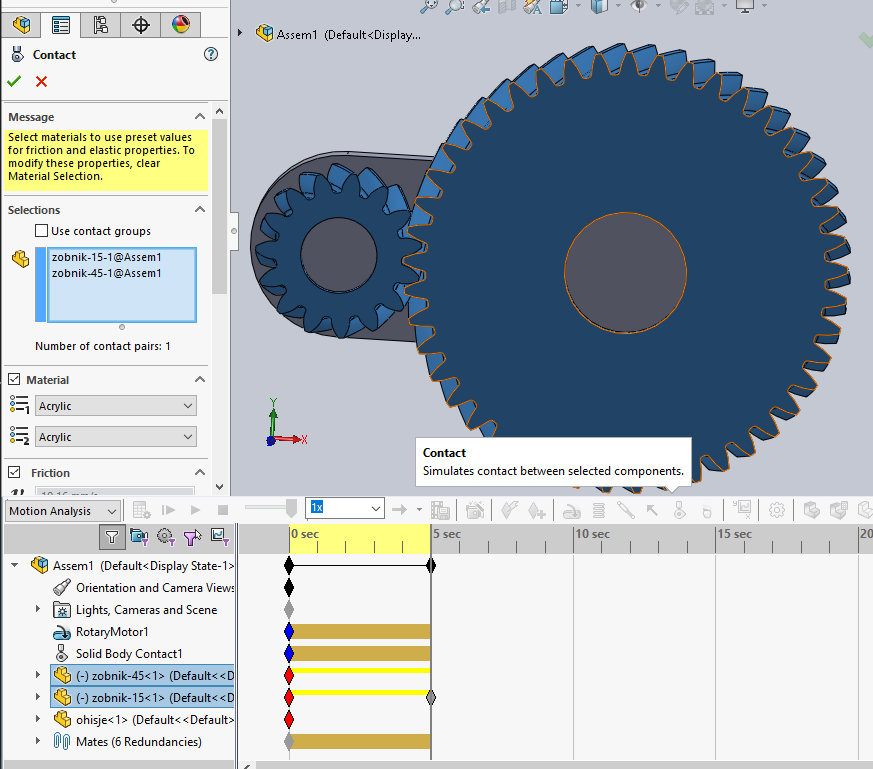 Assem1 (Default<Display...
Contact
Message
Select materials to use preset values
for friction and elastic properties. To
modify these properties, clear
Material Selection.
Selections
Use contact groups
zobnik-15-1@Assem1
zobnik-45-1@Assem1
Number of contact pairs: 1
Material
1
Acrylic
2
Acrylic
Friction
Y
X
Contact
Simulates contact between selected components.
Motion Analysis
1x
0 sec
5 sec
10 sec
15 sec
20
Assem1 (Default<Display State-1>
Orientation and Camera Views
Lights, Cameras and Scene
RotaryMotor1
Solid Body Contact1
(-) zobnik-45<1> (Default<<D
(-) zobnik-15<1> (Default<<D
ohisje<1> (Default<<Default>
Mates (6 Redundancies)